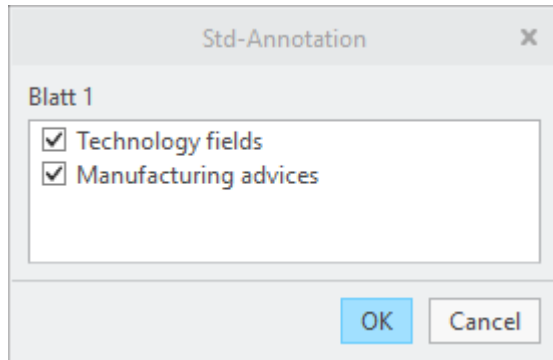 Std-Annotation
Blatt 1
Technology fields
Manufacturing advices
OK Cancel